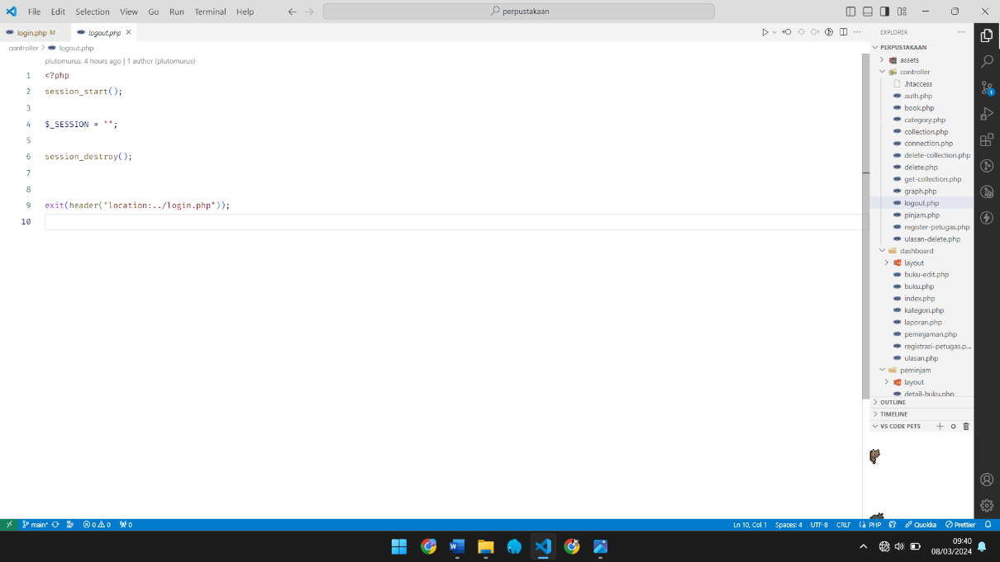 File Edit Selection View Go Run Terminal Help
perpustakaan
login.php M
logout.php
controller > logout.php
plutomurus, 4 hours ago | 1 author (plutomurus)
1 <?php
2 session_start();
3
4 $_SESSION = "";
5
6 session_destroy();
7
8
9 exit(header("location:../login.php"));
10
EXPLORER
PERPUSTAKAAN
assets
controller
.htaccess
auth.php
book.php
category.php
collection.php
connection.php
delete-collection.php
delete.php
get-collection.php
graph.php
logout.php
pinjam.php
register-petugas.php
ulasan-delete.php
dashboard
layout
buku-edit.php
buku.php
index.php
kategori.php
laporan.php
peminjaman.php
registrasi-petugas.p...
ulasan.php
peminjam
layout
detail-buku.php
OUTLINE
TIMELINE
VS CODE PETS
1
main* 0 0 0
Ln 10, Col 1 Spaces: 4 UTF-8 CRLF PHP Quokka Prettier
09:40
08/03/2024